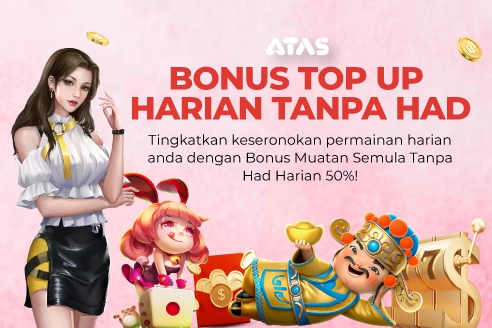 ATAS
BONUS TOP UP
HARIAN TANPA HAD
Tingkatkan keseronokan permainan harian
anda dengan Bonus Muatan Semula Tanpa
Had Harian 50%!
7
$
$